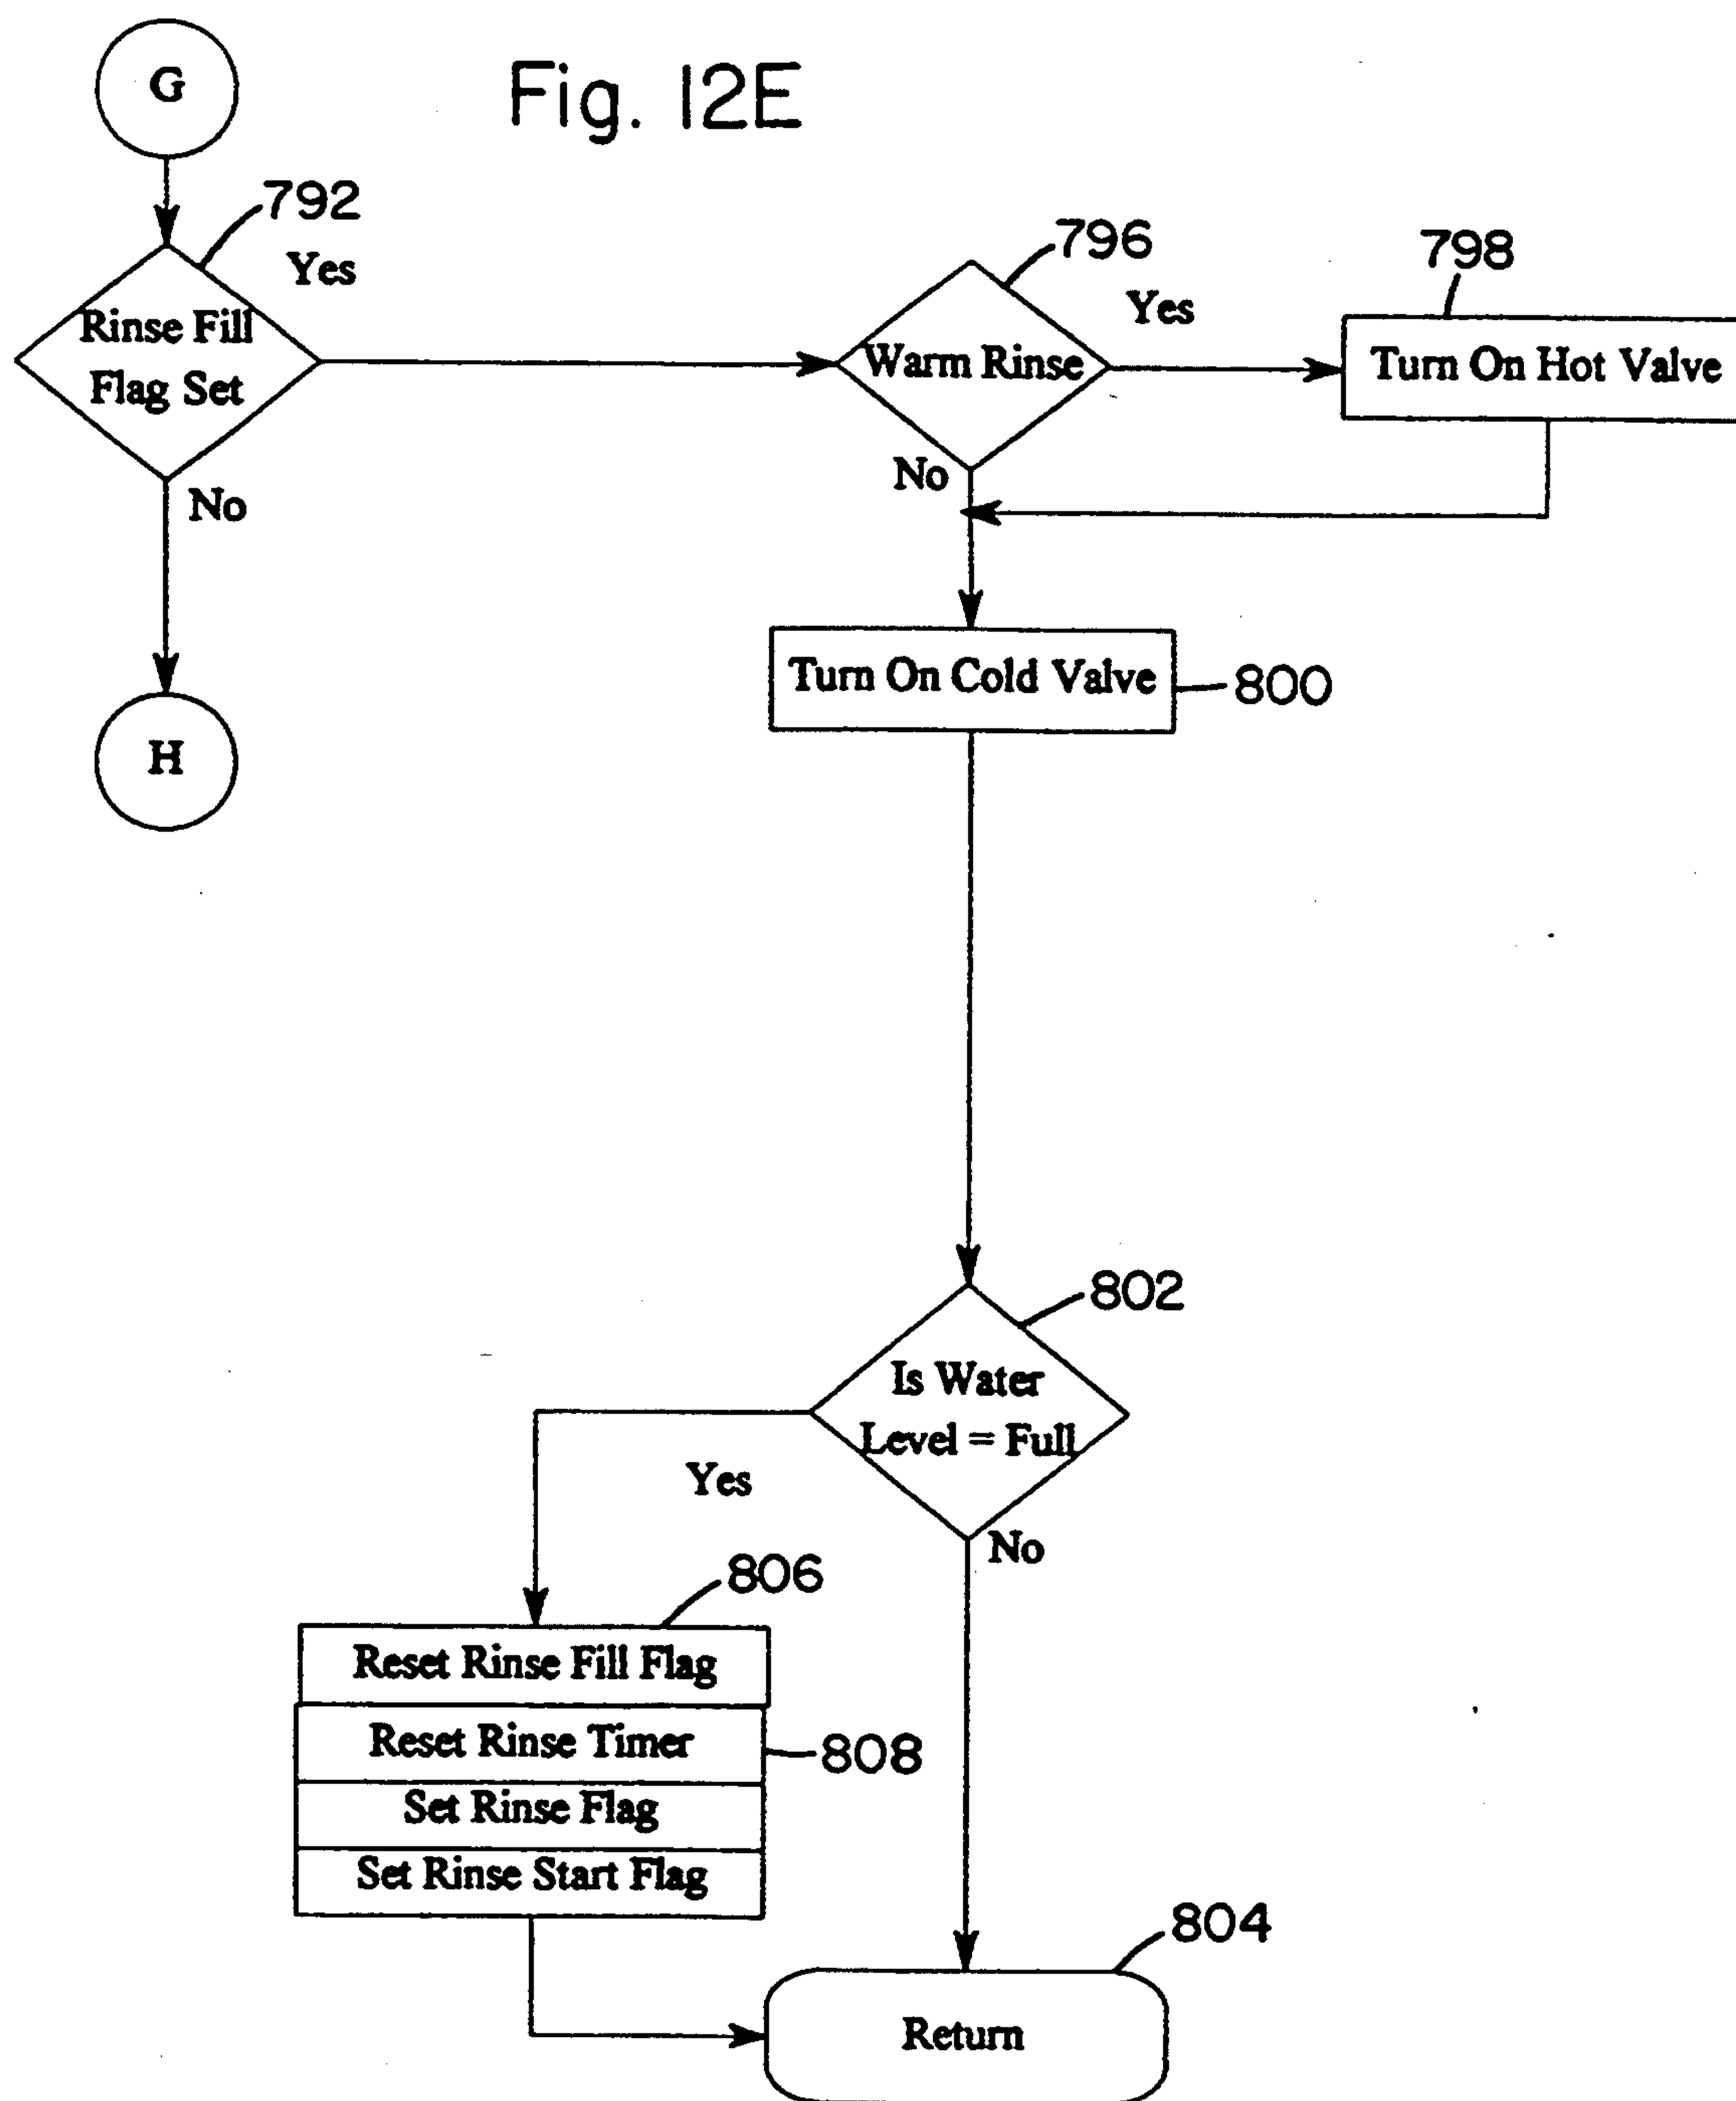 G
Fig. 12E
792
Yes
Rinse Fill
Flag Set
No
H
796
Yes
Warm Rinse
No
798
Turn On Hot Valve
Turn On Cold Valve
800
802
Is Water
Level = Full
Yes
No
806
Reset Rinse Fill Flag
Reset Rinse Timer
808
Set Rinse Flag
Set Rinse Start Flag
804
Return